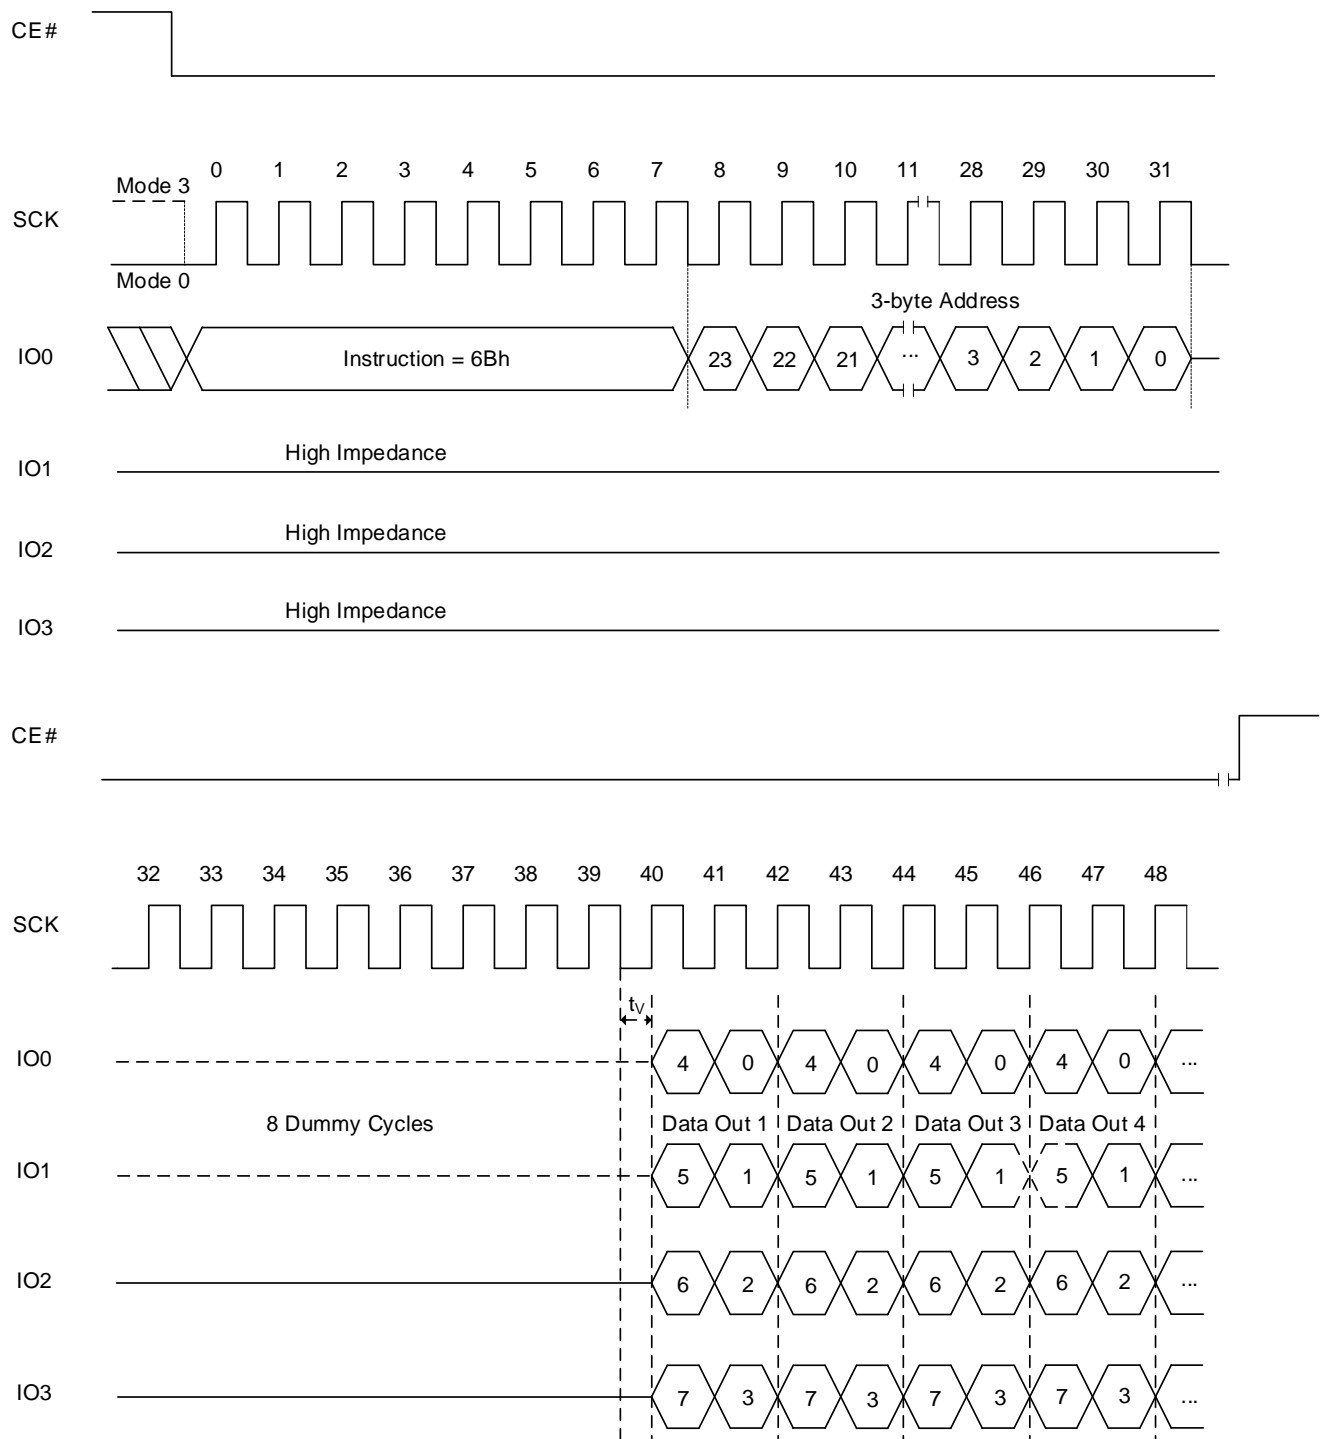 CE#
0 1 2 3 4 5 6 7 8 9 10 11 28 29 30 31
Mode 3
SCK
Mode 0
3-byte Address
IO0 Instruction = 6Bh 23 22 21 ... 3 2 1 0
High Impedance
IO1
High Impedance
IO2
High Impedance
IO3
CE#
32 33 34 35 36 37 38 39 40 41 42 43 44 45 46 47 48
SCK
tV
IO0 4 0 4 0 4 0 4 0 ...
8 Dummy Cycles Data Out 1 Data Out 2 Data Out 3 Data Out 4
IO1 5 1 5 1 5 1 5 1 ...
IO2 6 2 6 2 6 2 6 2 ...
IO3 7 3 7 3 7 3 7 3 ...